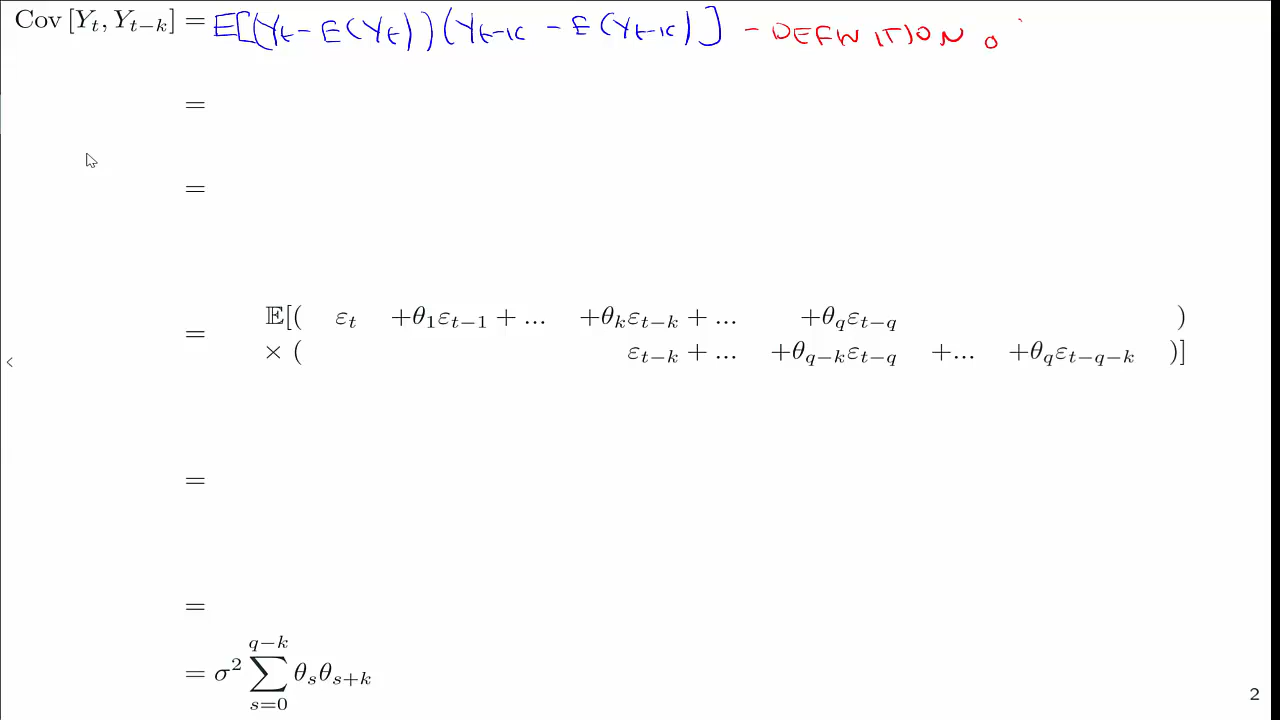 Cov [Y_t, Y_{t−k}] = E[(Y_t − E(Y_t))(Y_{t−k} − E(Y_{t−k})] − DEFINITION O
=
=
= 𝔼[( ε_t +θ_1ε_{t−1} + ... +θ_kε_{t−k} + ... +θ_qε_{t−q} )
× ( ε_{t−k} + ... +θ_{q−k}ε_{t−q} +... +θ_qε_{t−q−k} )]
=
=
= σ^2 ∑_{s=0}^{q−k} θ_sθ_{s+k}
2